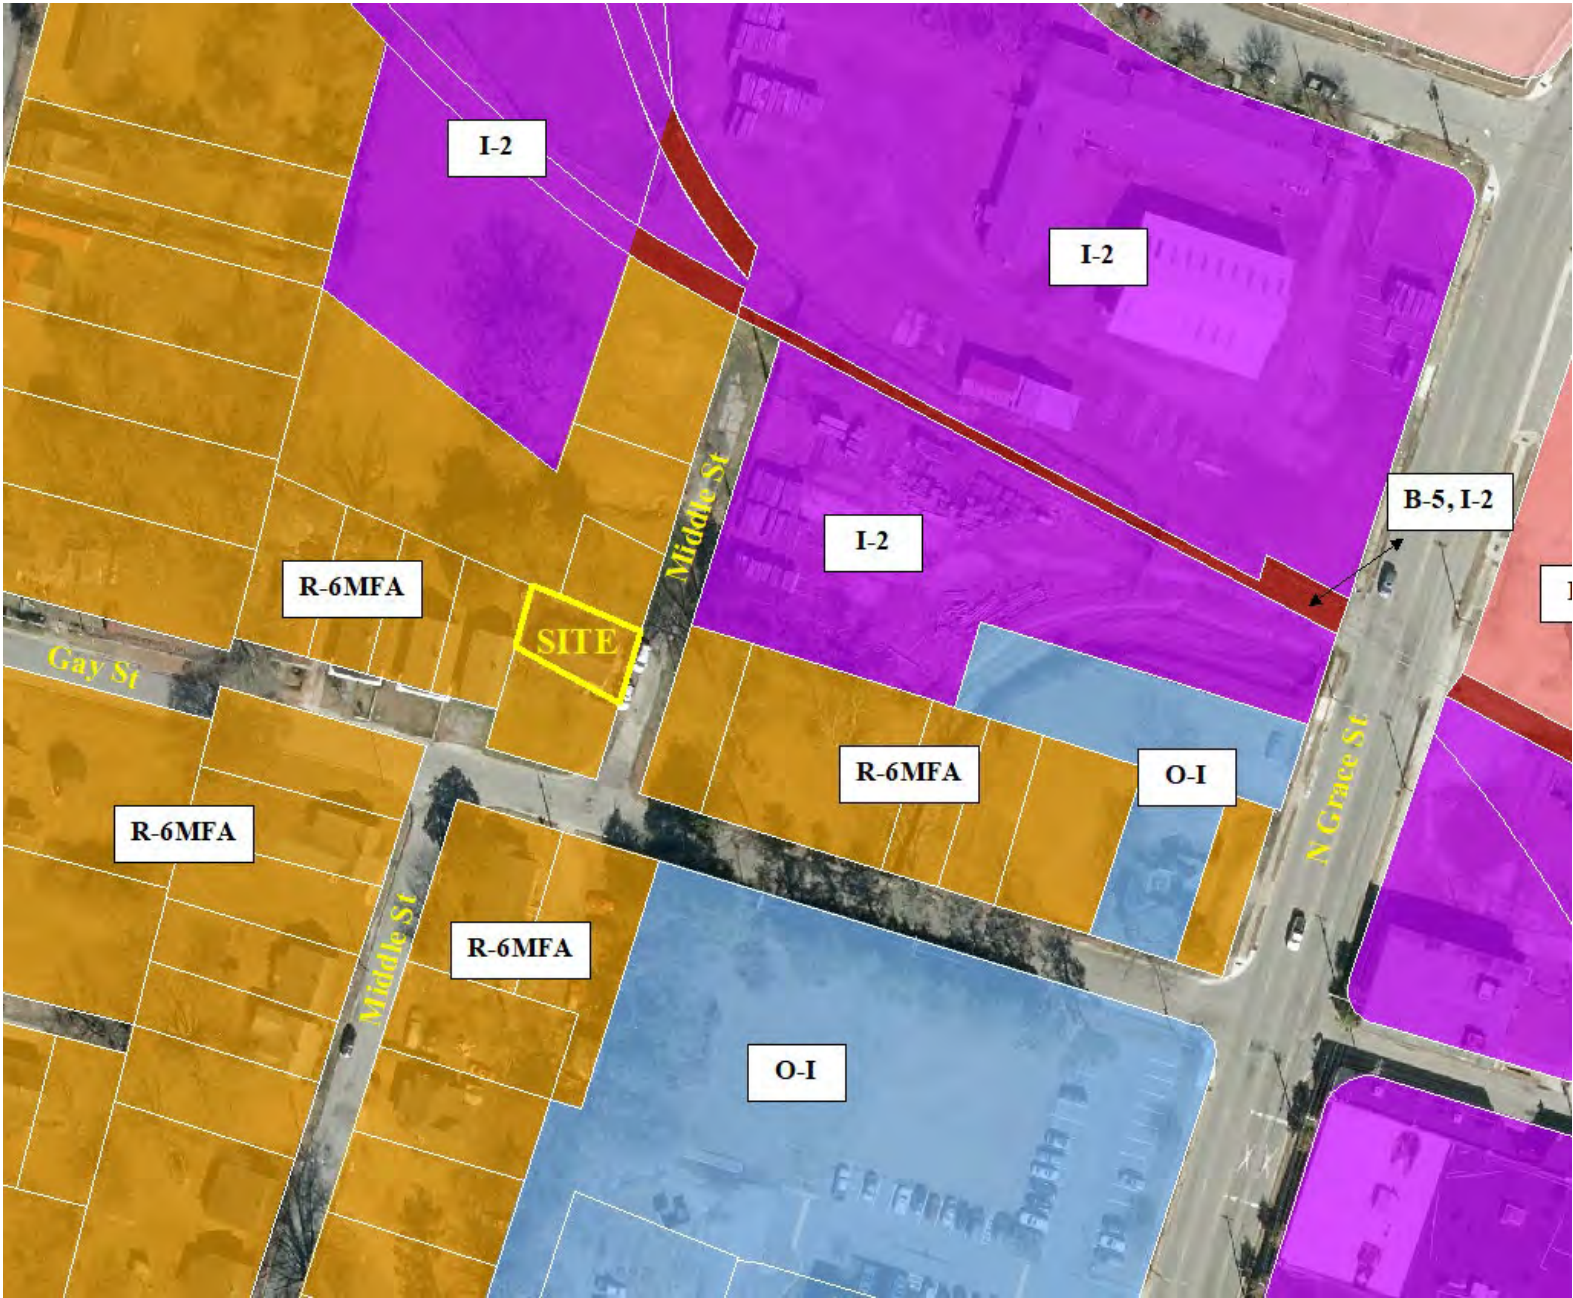 I-2
I-2
B-5, I-2
Middle St
I-2
R-6MFA
SITE
Gay St
R-6MFA
O-I
N Grace St
R-6MFA
R-6MFA
Middle St
O-I